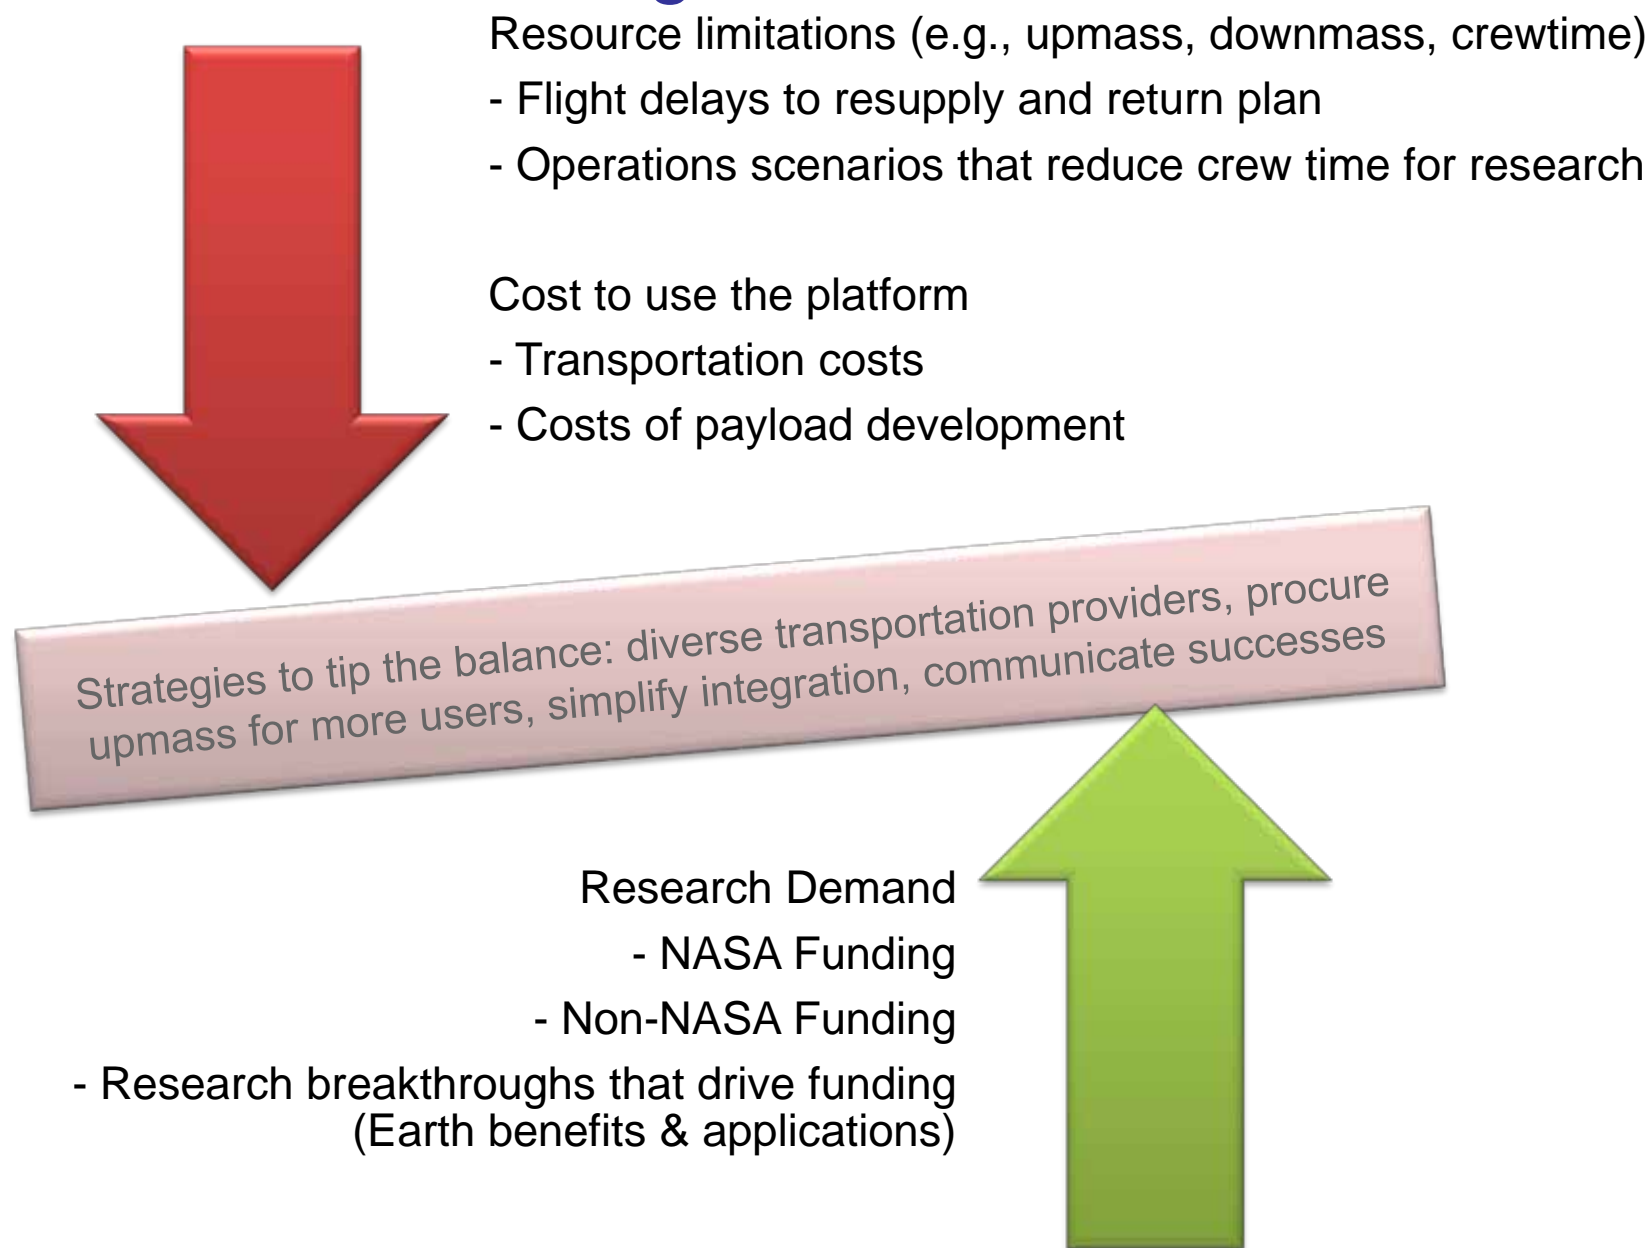 Resource limitations (e.g., upmass, downmass, crewtime)
- Flight delays to resupply and return plan
- Operations scenarios that reduce crew time for research
Cost to use the platform
- Transportation costs
- Costs of payload development
Strategies to tip the balance: diverse transportation providers, procure
upmass for more users, simplify integration, communicate successes
Research Demand
- NASA Funding
- Non-NASA Funding
- Research breakthroughs that drive funding
(Earth benefits & applications)